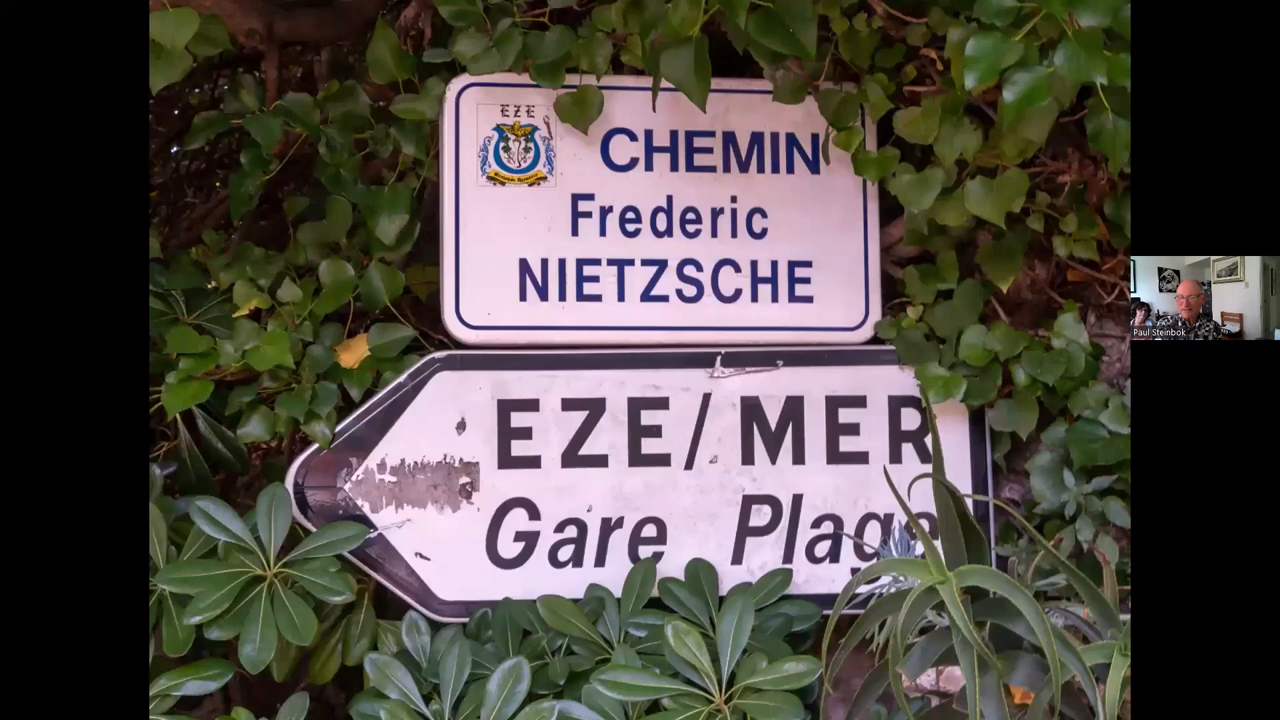 EZE
CHEMIN
Frederic
NIETZSCHE
EZE/MER
Gare Plage
Paul Steinbok